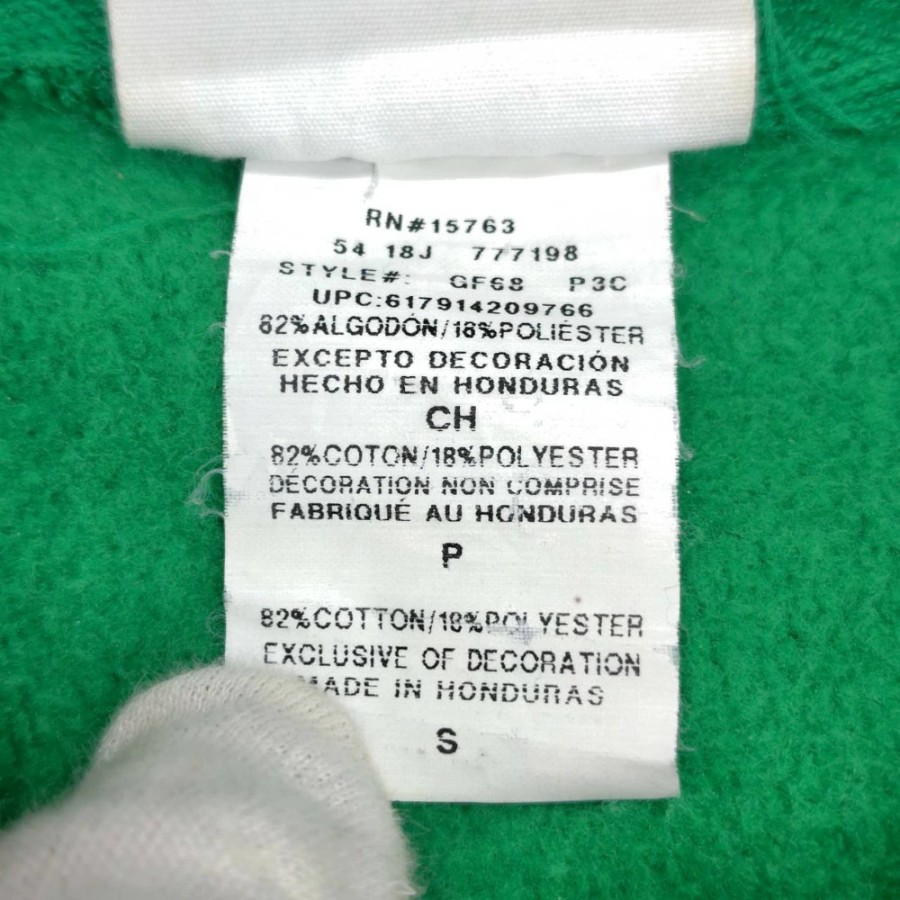 RN#15763
54 18J 777198
STYLE#: GF68 P3C
UPC:617914209766
82%ALGODÓN/18%POLIÉSTER
EXCEPTO DECORACIÓN
HECHO EN HONDURAS
CH
82%COTON/18%POLYESTER
DÉCORATION NON COMPRISE
FABRIQUÉ AU HONDURAS
P
82%COTTON/18%POLYESTER
EXCLUSIVE OF DECORATION
MADE IN HONDURAS
S